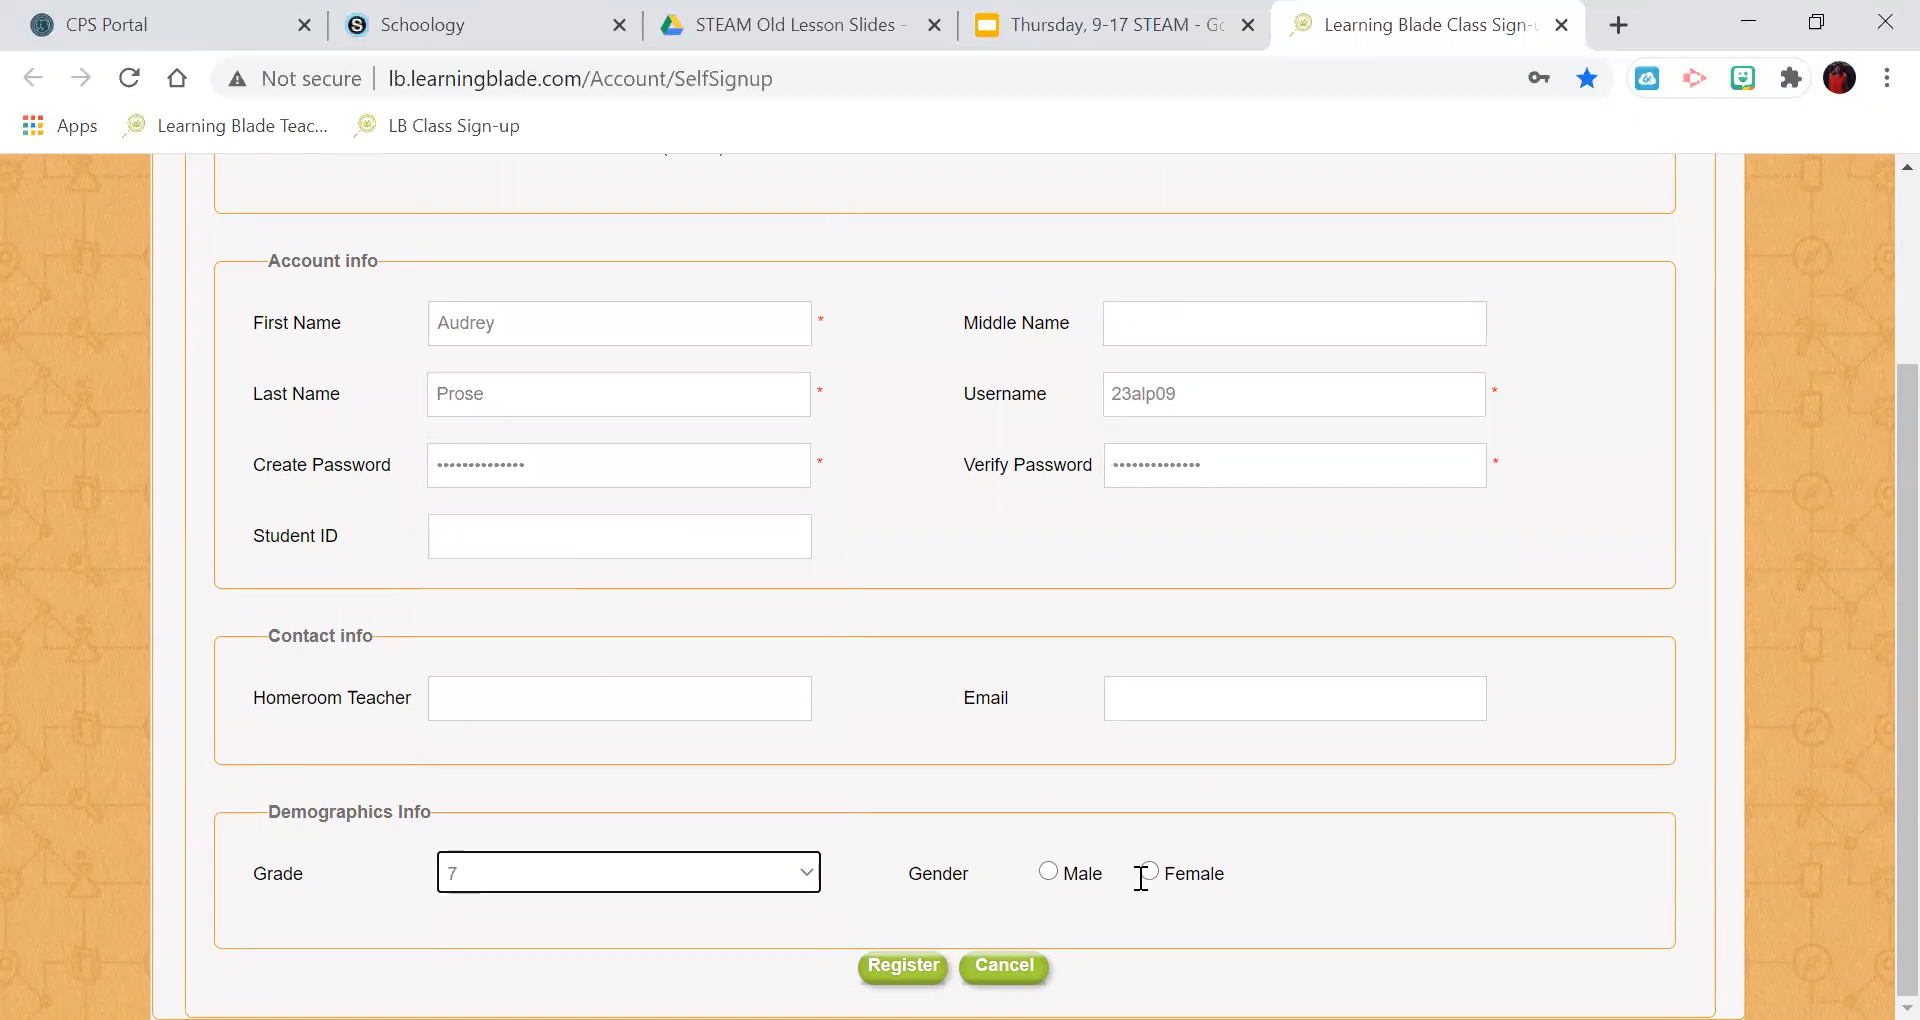 CPS Portal
Schoology
STEAM Old Lesson Slides -
Thursday, 9-17 STEAM - Go
Learning Blade Class Sign-u
Not secure
lb.learningblade.com/Account/SelfSignup
Apps
Learning Blade Teac...
LB Class Sign-up
Account info
First Name
Audrey
*
Middle Name
Last Name
Prose
*
Username
23alp09
*
Create Password
••••••••••••••
*
Verify Password
••••••••••••••
*
Student ID
Contact info
Homeroom Teacher
Email
Demographics Info
Grade
7
Gender
Male
Female
Register
Cancel